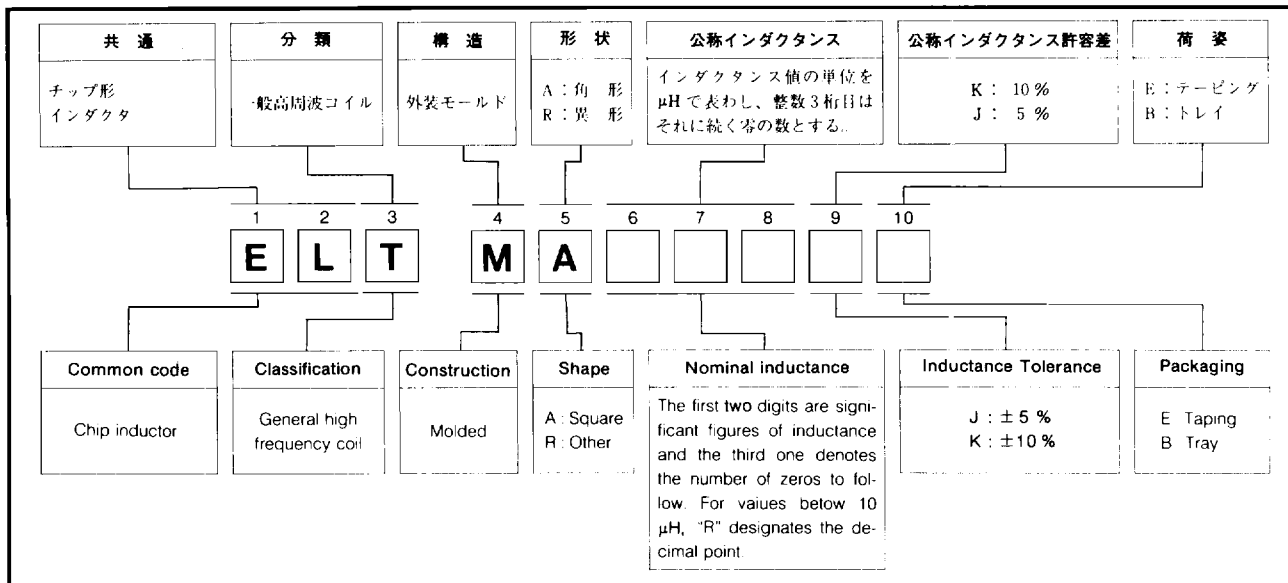 共通
チップ形
インダクタ
分類
一般高周波コイル
構造
外装モールド
形状
A：角 形
R：異 形
公称インダクタンス
インダクタンス値の単位を
μHで表わし、整数3桁目は
それに続く零の数とする。
公称インダクタンス許容差
K： 10%
J： 5%
荷姿
E：テーピング
B：トレイ
1 2 3 4 5 6 7 8 9 10
E L T M A
Common code
Chip inductor
Classification
General high
frequency coil
Construction
Molded
Shape
A : Square
R : Other
Nominal inductance
The first two digits are signi-
ficant figures of inductance
and the third one denotes
the number of zeros to fol-
low. For values below 10
μH, "R" designates the de-
cimal point.
Inductance Tolerance
J : ±5 %
K : ±10 %
Packaging
E Taping
B Tray